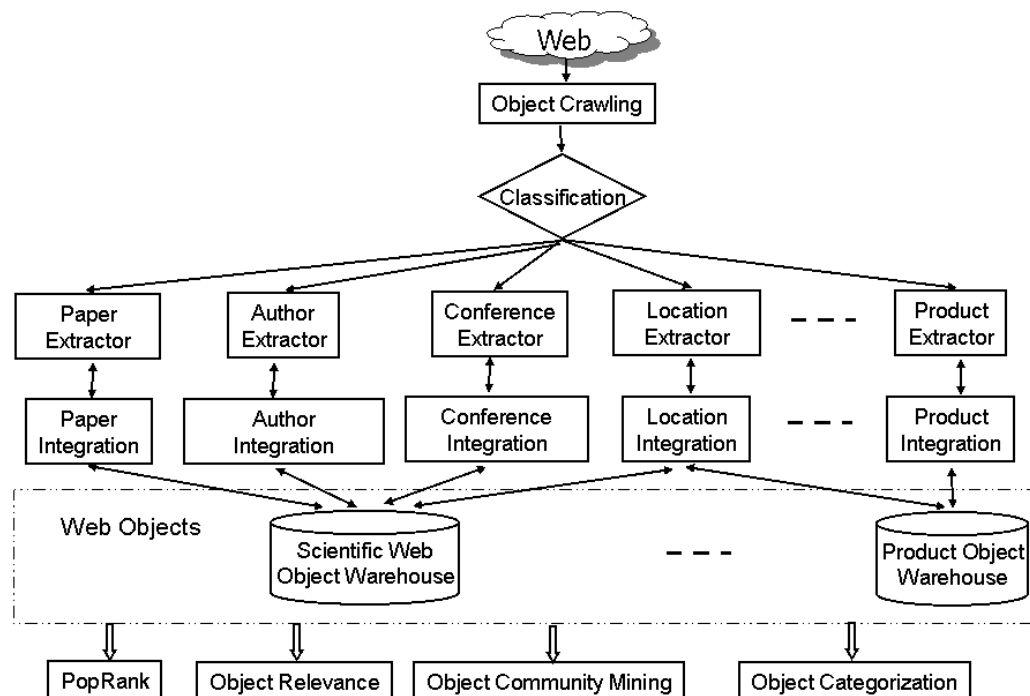 Web
Object Crawling
Classification
Paper
Extractor
Author
Extractor
Conference
Extractor
Location
Extractor
Product
Extractor
Paper
Integration
Author
Integration
Conference
Integration
Location
Integration
Product
Integration
Web Objects
Scientific Web
Object Warehouse
Product Object
Warehouse
PopRank
Object Relevance
Object Community Mining
Object Categorization